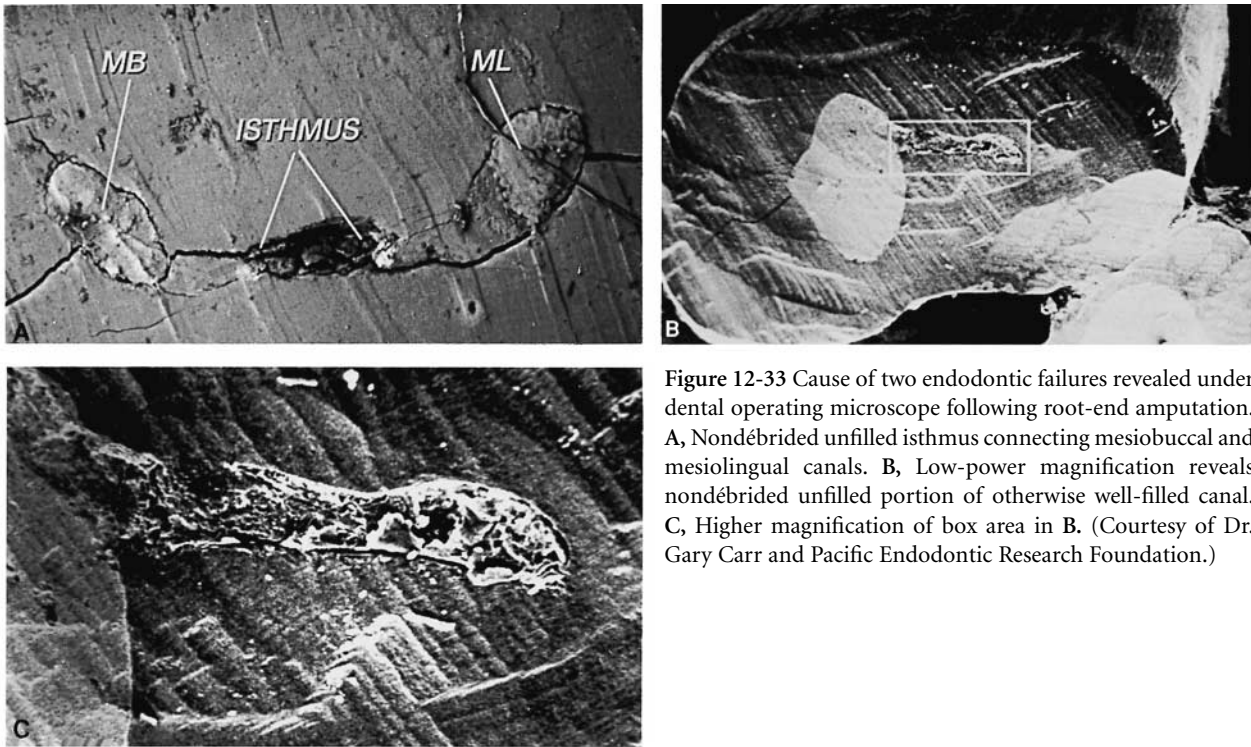 MB
ML
ISTHMUS
A
B
C
Figure 12-33 Cause of two endodontic failures revealed under
dental operating microscope following root-end amputation.
A, Nondébrided unfilled isthmus connecting mesiobuccal and
mesiolingual canals. B, Low-power magnification reveals
nondébrided unfilled portion of otherwise well-filled canal.
C, Higher magnification of box area in B. (Courtesy of Dr.
Gary Carr and Pacific Endodontic Research Foundation.)